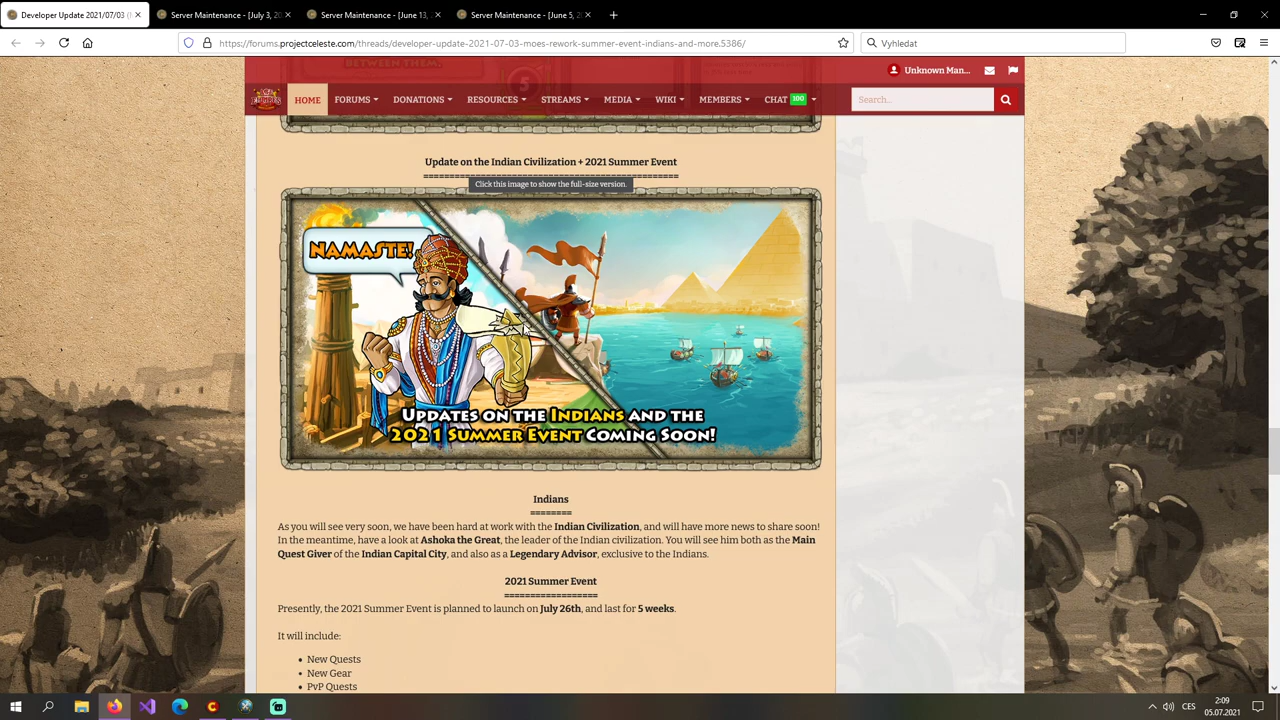 Developer Update 2021/07/03 (
Server Maintenance - [July 3, 20
Server Maintenance - [June 13,
Server Maintenance - [June 5, 20
https://forums.projectceleste.com/threads/developer-update-2021-07-03-moes-rework-summer-event-indians-and-more.5386/
Vyhledat
BETWEEN THEM.
5
Unknown Man...
HOME
FORUMS
DONATIONS
RESOURCES
STREAMS
MEDIA
WIKI
MEMBERS
CHAT 100
Search...
Update on the Indian Civilization + 2021 Summer Event
Click this image to show the full-size version.
NAMASTE!
UPDATES ON THE INDIANS AND THE
2021 SUMMER EVENT COMING SOON!
Indians
========
As you will see very soon, we have been hard at work with the Indian Civilization, and will have more news to share soon!
In the meantime, have a look at Ashoka the Great, the leader of the Indian civilization. You will see him both as the Main
Quest Giver of the Indian Capital City, and also as a Legendary Advisor, exclusive to the Indians.
2021 Summer Event
==================
Presently, the 2021 Summer Event is planned to launch on July 26th, and last for 5 weeks.
It will include:
• New Quests
• New Gear
• PvP Quests
CES
2:09
05.07.2021